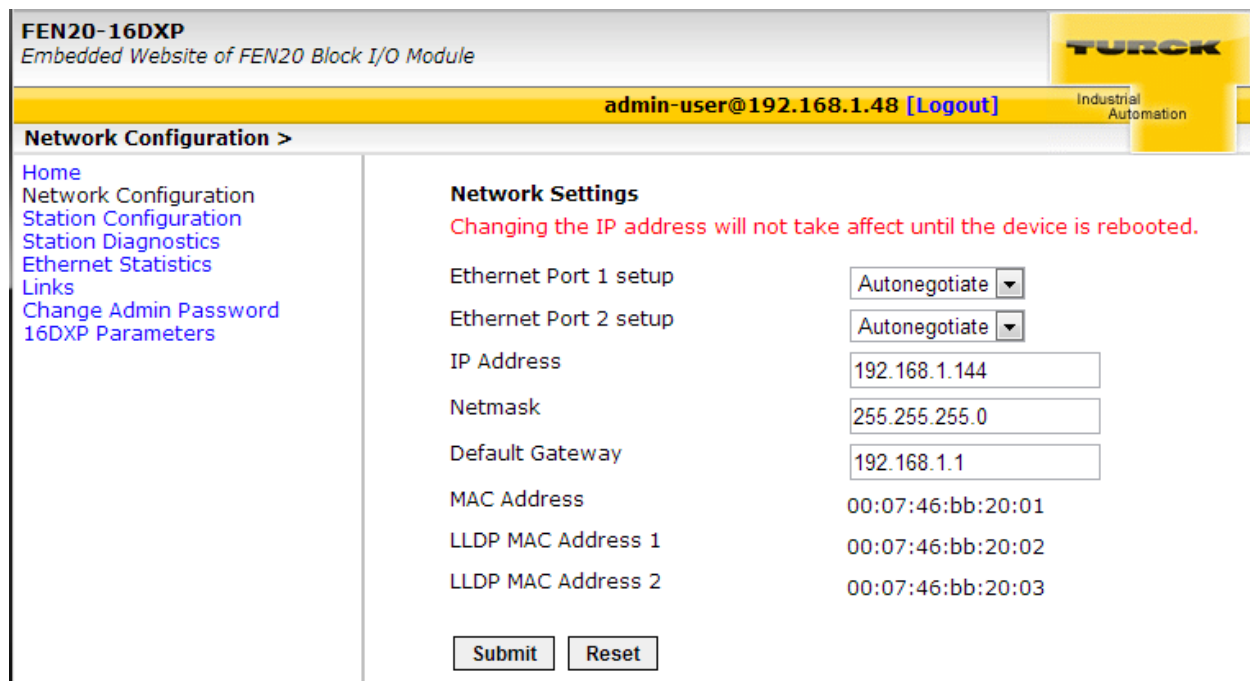 FEN20-16DXP
Embedded Website of FEN20 Block I/O Module
TURCK
Industrial
Automation
admin-user@192.168.1.48 [Logout]
Network Configuration >
Home
Network Configuration
Station Configuration
Station Diagnostics
Ethernet Statistics
Links
Change Admin Password
16DXP Parameters
Network Settings
Changing the IP address will not take affect until the device is rebooted.
Ethernet Port 1 setup Autonegotiate
Ethernet Port 2 setup Autonegotiate
IP Address 192.168.1.144
Netmask 255.255.255.0
Default Gateway 192.168.1.1
MAC Address 00:07:46:bb:20:01
LLDP MAC Address 1 00:07:46:bb:20:02
LLDP MAC Address 2 00:07:46:bb:20:03
Submit Reset